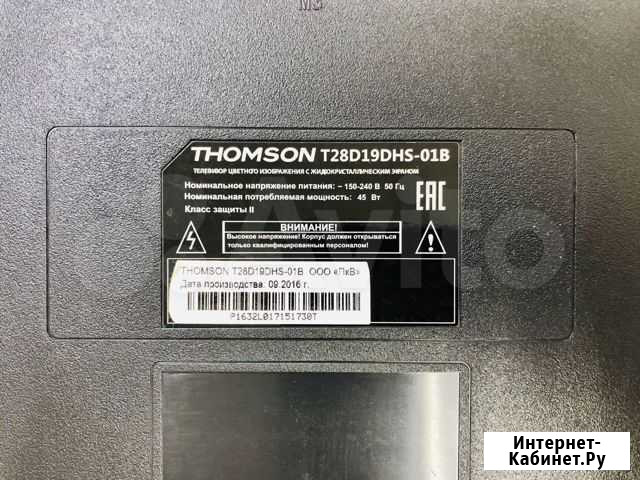 THOMSON T28D19DHS-01B
ТЕЛЕВИЗОР ЦВЕТНОГО ИЗОБРАЖЕНИЯ С ЖИДКОКРИСТАЛЛИЧЕСКИМ ЭКРАНОМ
Номинальное напряжение питания: ~ 150-240 В 50 Гц
Номинальная потребляемая мощность: 45 Вт
Класс защиты II
EAC
ВНИМАНИЕ!
Высокое напряжение! Корпус должен открываться
только квалифицированным персоналом!
THOMSON T28D19DHS-01B ООО «ПкВ»
Дата производства: 09.2016 г.
P1632L017151730T
Avito
Интернет-
Кабинет.Ру